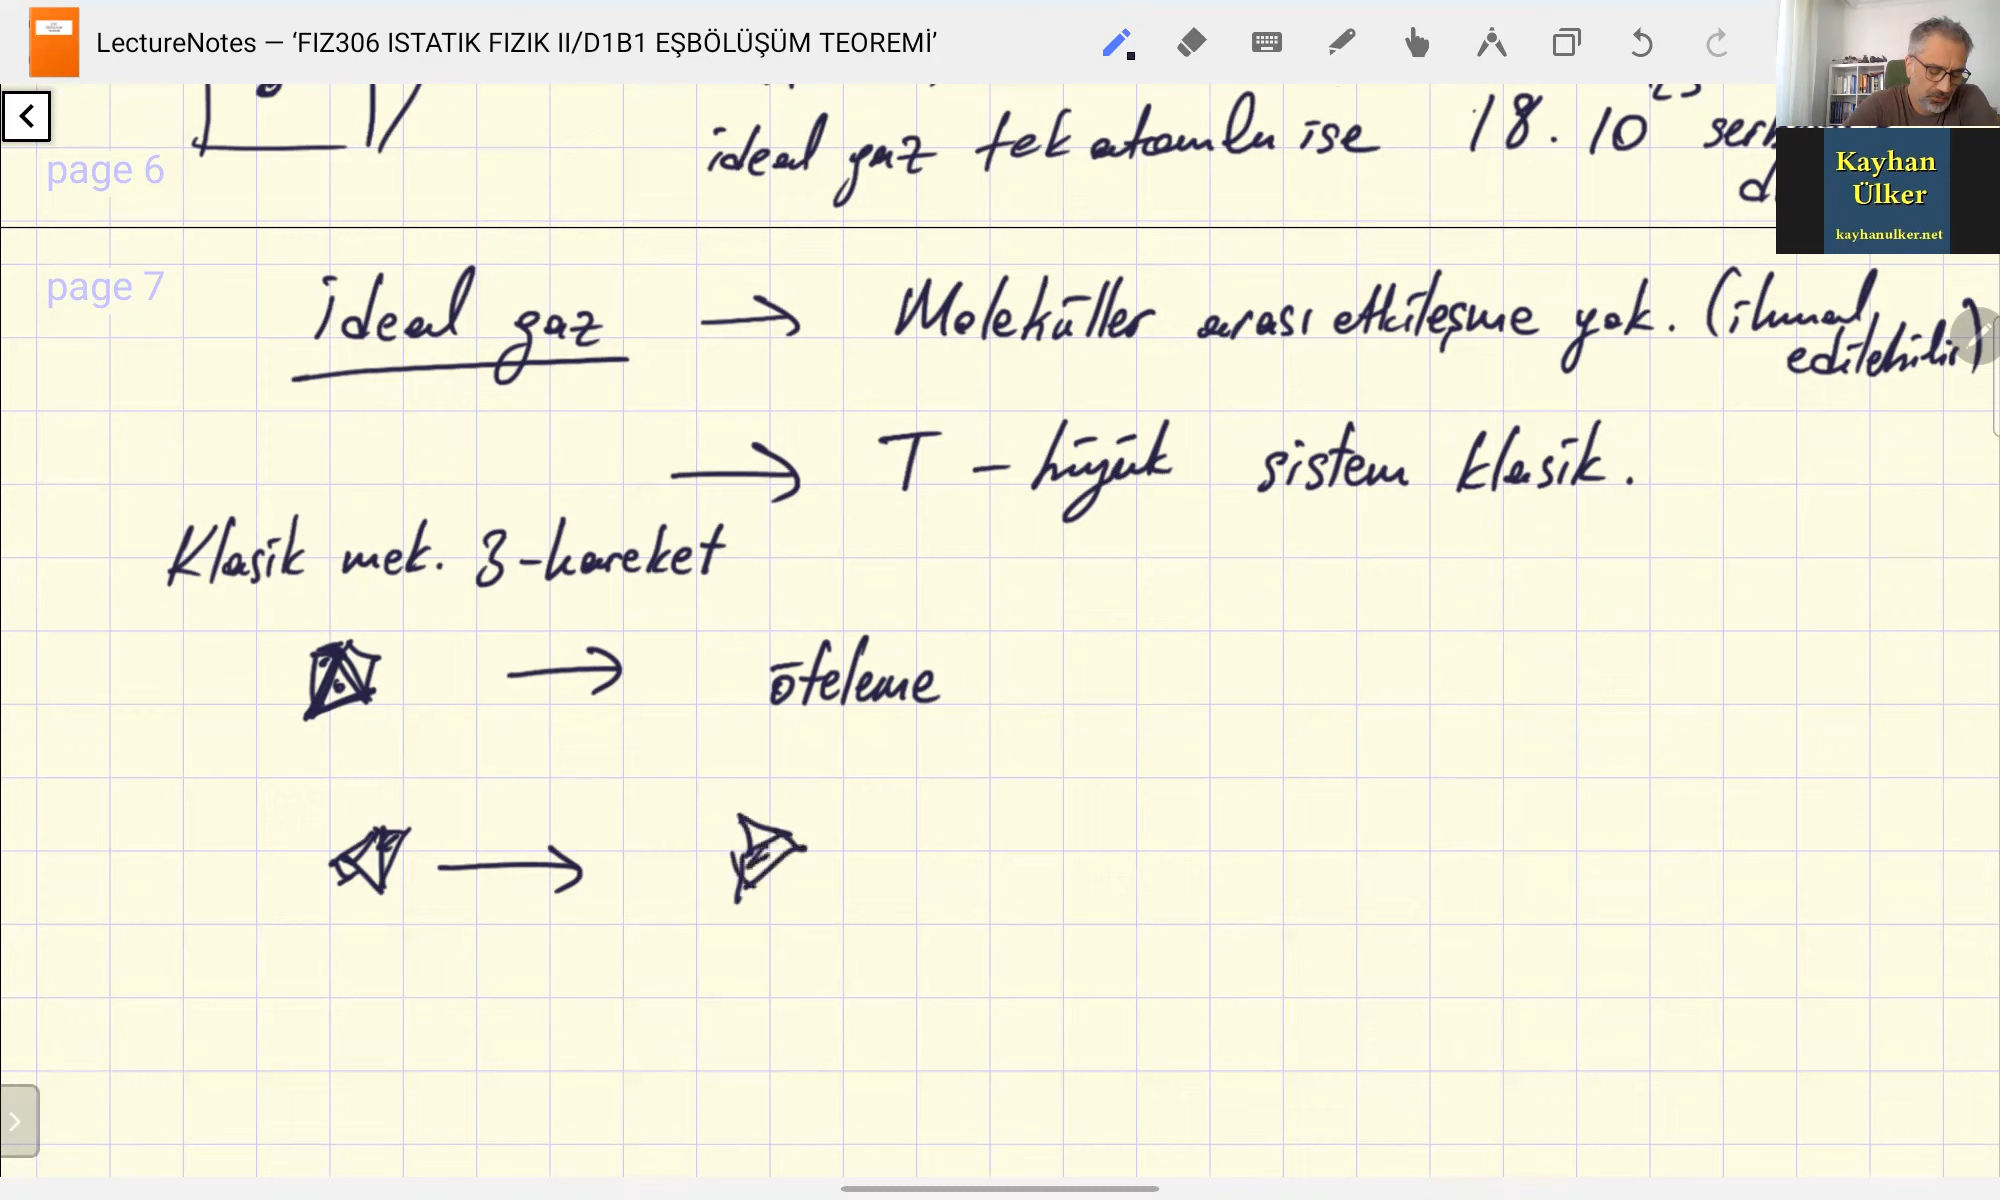 LectureNotes — ‘FIZ306 ISTATIK FIZIK II/D1B1 EŞBÖLÜŞÜM TEOREMİ’
Kayhan
Ülker
kayhanulker.net
page 6
ideal gaz tek atomlu ise 18. 10²³
page 7
ideal gaz → Moleküller arası etkileşme yok. (ihmal
edilebilir)
→ T - büyük sistem klasik.
Klasik mek. 3-hareket
→ öteleme
→